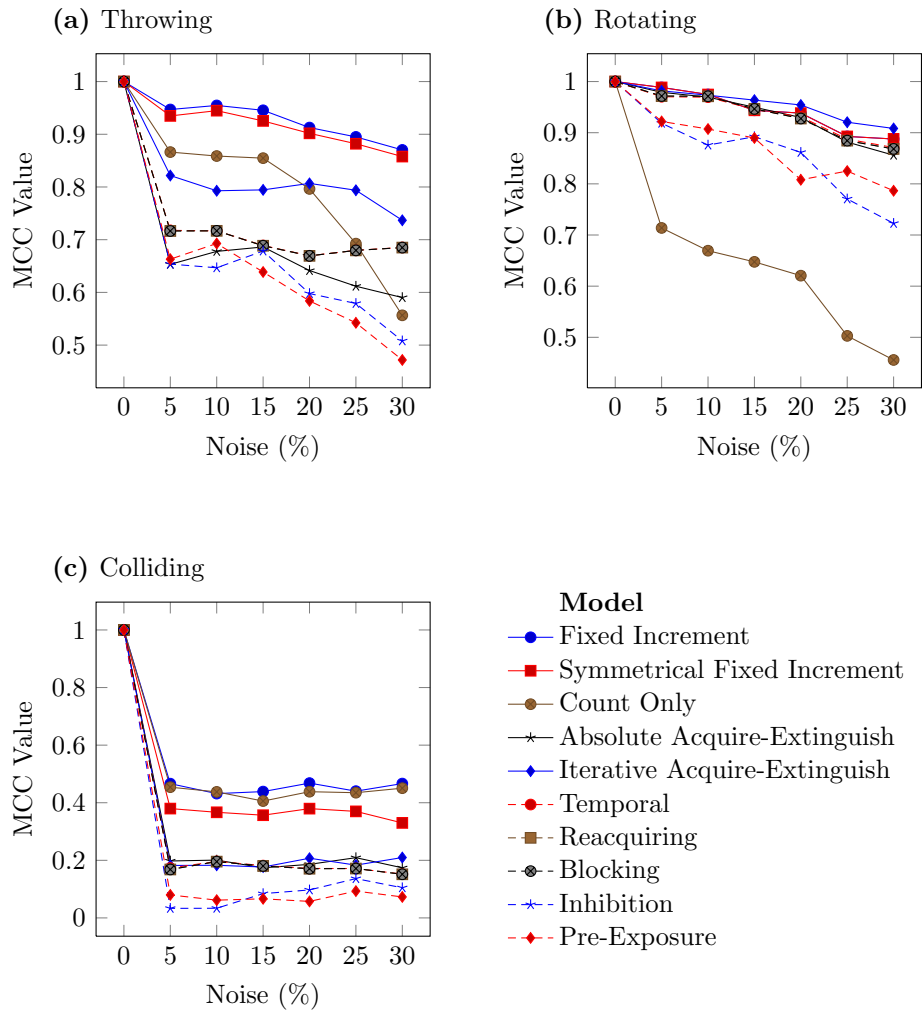 (a) Throwing
1
0.9
0.8
0.7
0.6
0.5
MCC Value
0 5 10 15 20 25 30
Noise (%)
(b) Rotating
1
0.9
0.8
0.7
0.6
0.5
MCC Value
0 5 10 15 20 25 30
Noise (%)
(c) Colliding
1
0.8
0.6
0.4
0.2
0
MCC Value
0 5 10 15 20 25 30
Noise (%)
Model
Fixed Increment
Symmetrical Fixed Increment
Count Only
Absolute Acquire-Extinguish
Iterative Acquire-Extinguish
Temporal
Reacquiring
Blocking
Inhibition
Pre-Exposure